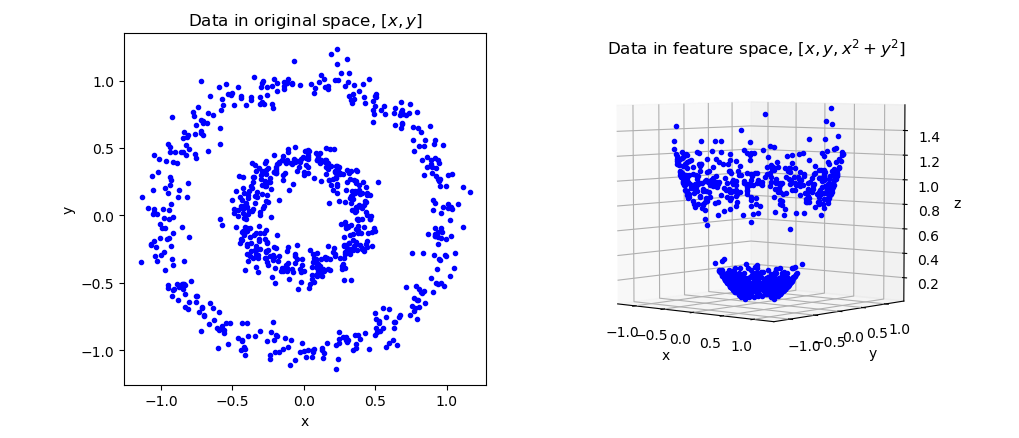 Data in original space, [x, y]
1.0
0.5
0.0
−0.5
−1.0
y
−1.0 −0.5 0.0 0.5 1.0
x
Data in feature space, [x, y, x² + y²]
1.4
1.2
1.0
0.8
0.6
0.4
0.2
z
−1.0 −0.5 0.0 0.5 1.0
x
−1.0 −0.5 0.0 0.5 1.0
y